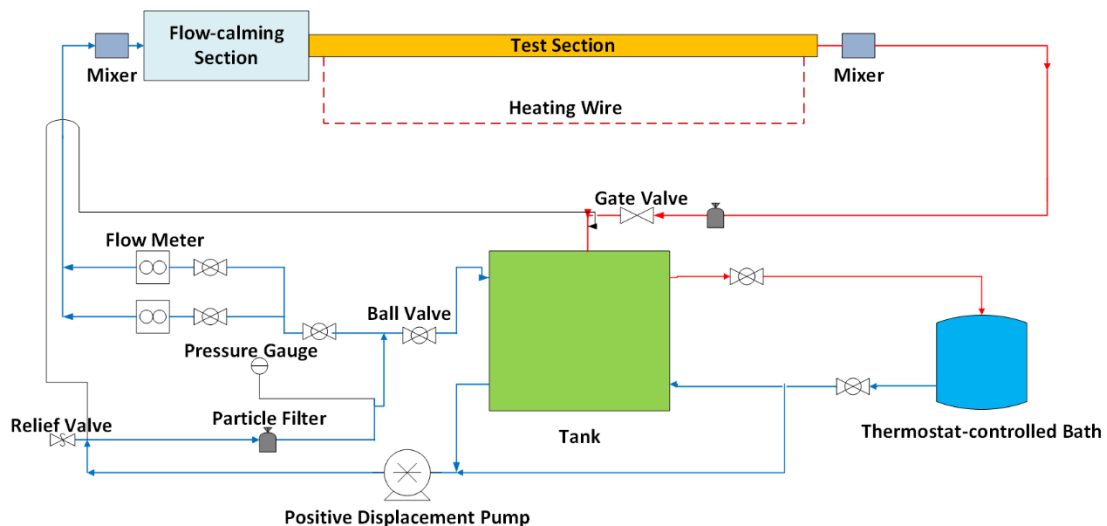 Flow-calming
Section
Test Section
Mixer
Mixer
Heating Wire
Gate Valve
Flow Meter
Ball Valve
Pressure Gauge
Relief Valve
Particle Filter
Tank
Thermostat-controlled Bath
Positive Displacement Pump